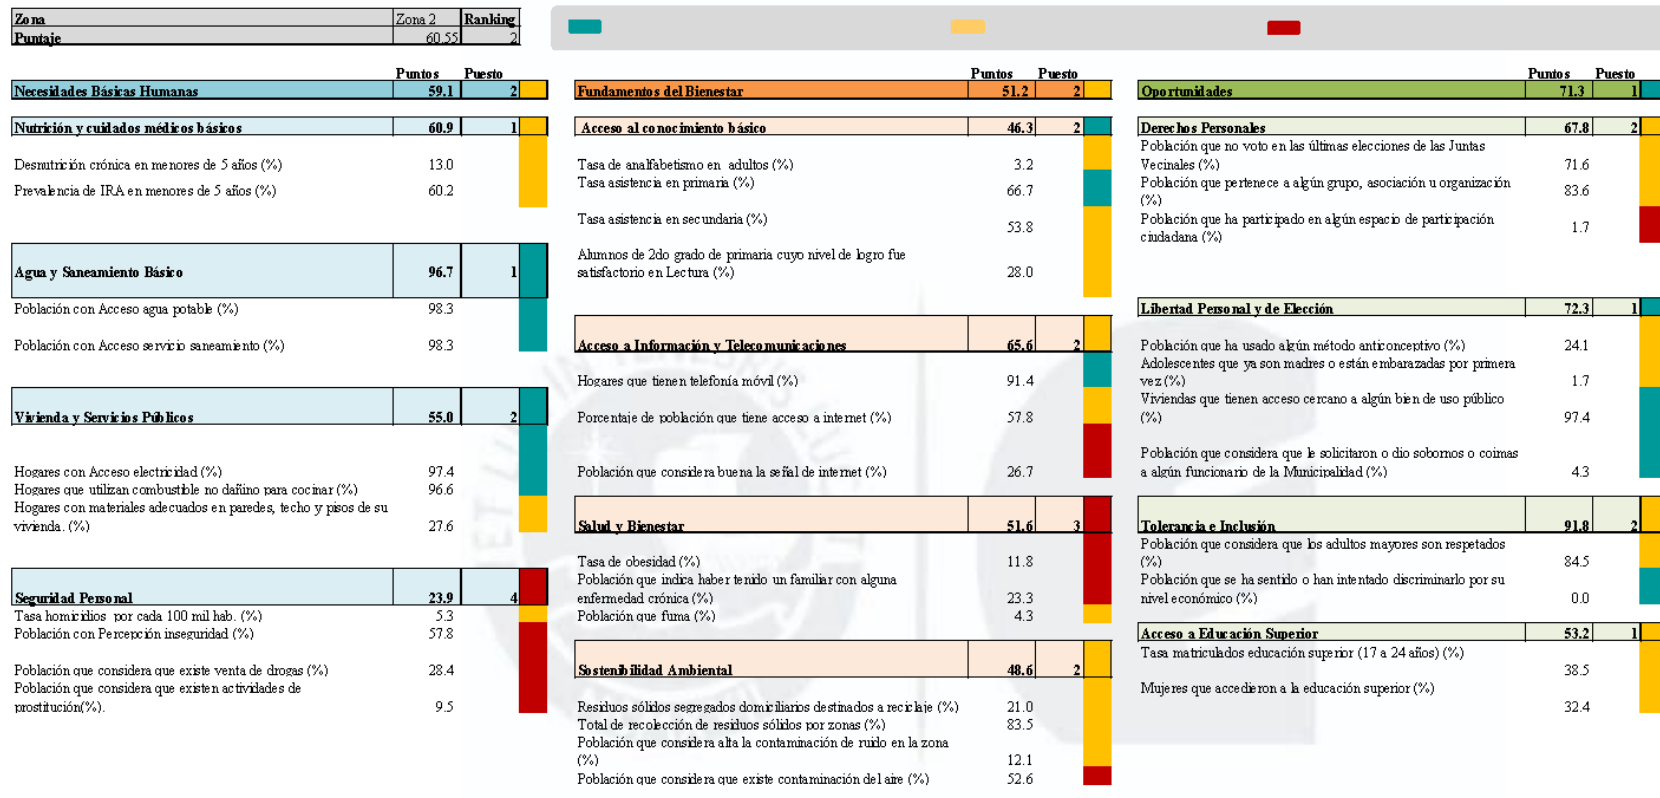 Zona Zona 2 Ranking
Puntaje 60.55 2
Puntos Puesto
Necesidades Básicas Humanas 59.1 2
Nutrición y cuidados médicos básicos 60.9 1
Desnutrición crónica en menores de 5 años (%) 13.0
Prevalencia de IRA en menores de 5 años (%) 60.2
Agua y Saneamiento Básico 96.7 1
Población con Acceso agua potable (%) 98.3
Población con Acceso servicio saneamiento (%) 98.3
Vivienda y Servicios Públicos 55.0 2
Hogares con Acceso electricidad (%) 97.4
Hogares que utilizan combustible no dañino para cocinar (%) 96.6
Hogares con materiales adecuados en paredes, techo y pisos de su
vivienda. (%) 27.6
Seguridad Personal 23.9 4
Tasa homicidios por cada 100 mil hab. (%) 5.3
Población con Percepción inseguridad (%) 57.8
Población que considera que existe venta de drogas (%) 28.4
Población que considera que existen actividades de
prostitución(%). 9.5
Puntos Puesto
Fundamentos del Bienestar 51.2 2
Acceso al conocimiento básico 46.3 2
Tasa de analfabetismo en adultos (%) 3.2
Tasa asistencia en primaria (%) 66.7
Tasa asistencia en secundaria (%) 53.8
Alumnos de 2do grado de primaria cuyo nivel de logro fue
satisfactorio en Lectura (%) 28.0
Acceso a Información y Telecomunicaciones 65.6 2
Hogares que tienen telefonía móvil (%) 91.4
Porcentaje de población que tiene acceso a internet (%) 57.8
Población que considera buena la señal de internet (%) 26.7
Salud y Bienestar 51.6 3
Tasa de obesidad (%) 11.8
Población que indica haber tenido un familiar con alguna
enfermedad crónica (%) 23.3
Población que fuma (%) 4.3
Sostenibilidad Ambiental 48.6 2
Residuos sólidos segregados domiciliarios destinados a reciclaje (%) 21.0
Total de recolección de residuos sólidos por zonas (%) 83.5
Población que considera alta la contaminación de ruido en la zona
(%) 12.1
Población que considera que existe contaminación del aire (%) 52.6
Puntos Puesto
Oportunidades 71.3 1
Derechos Personales 67.8 2
Población que no voto en las últimas elecciones de las Juntas
Vecinales (%) 71.6
Población que pertenece a algún grupo, asociación u organización
(%) 83.6
Población que ha participado en algún espacio de participación
ciudadana (%) 1.7
Libertad Personal y de Elección 72.3 1
Población que ha usado algún método anticonceptivo (%) 24.1
Adolescentes que ya son madres o están embarazadas por primera
vez (%) 1.7
Viviendas que tienen acceso cercano a algún bien de uso público
(%) 97.4
Población que considera que le solicitaron o dio sobornos o coimas
a algún funcionario de la Municipalidad (%) 4.3
Tolerancia e Inclusión 91.8 2
Población que considera que los adultos mayores son respetados
(%) 84.5
Población que se ha sentido o han intentado discriminarlo por su
nivel económico (%) 0.0
Acceso a Educación Superior 53.2 1
Tasa matriculados educación superior (17 a 24 años) (%) 38.5
Mujeres que accedieron a la educación superior (%) 32.4